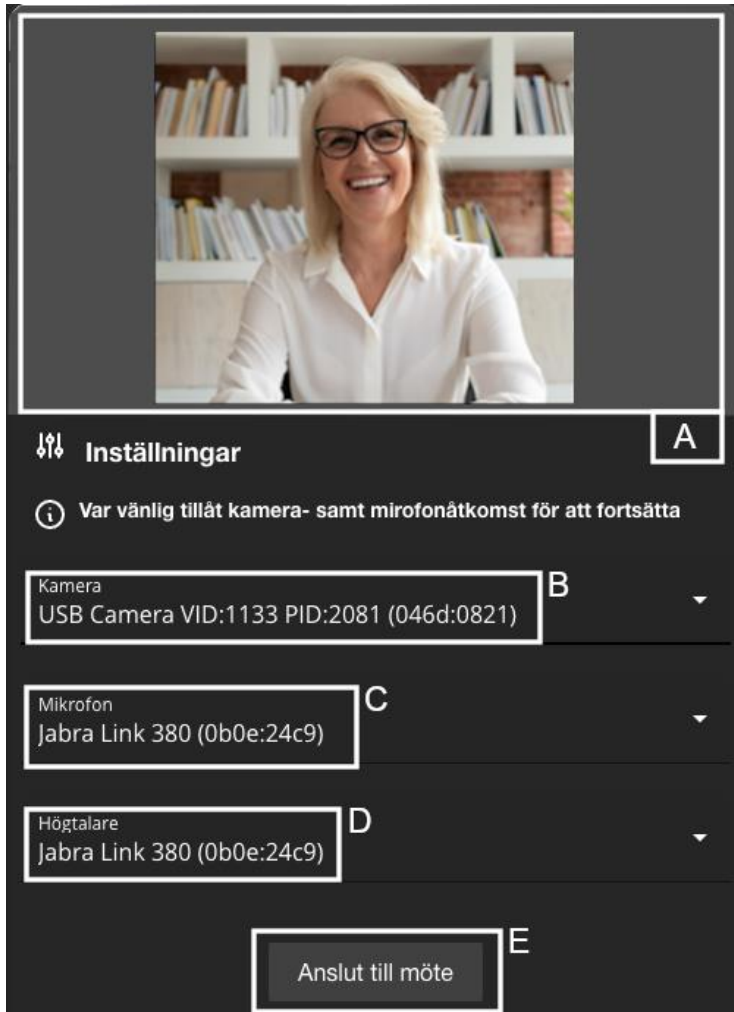 A
Inställningar
Var vänlig tillåt kamera- samt mirofonåtkomst för att fortsätta
Kamera
USB Camera VID:1133 PID:2081 (046d:0821)
B
Mikrofon
Jabra Link 380 (0b0e:24c9)
C
Högtalare
Jabra Link 380 (0b0e:24c9)
D
Anslut till möte
E